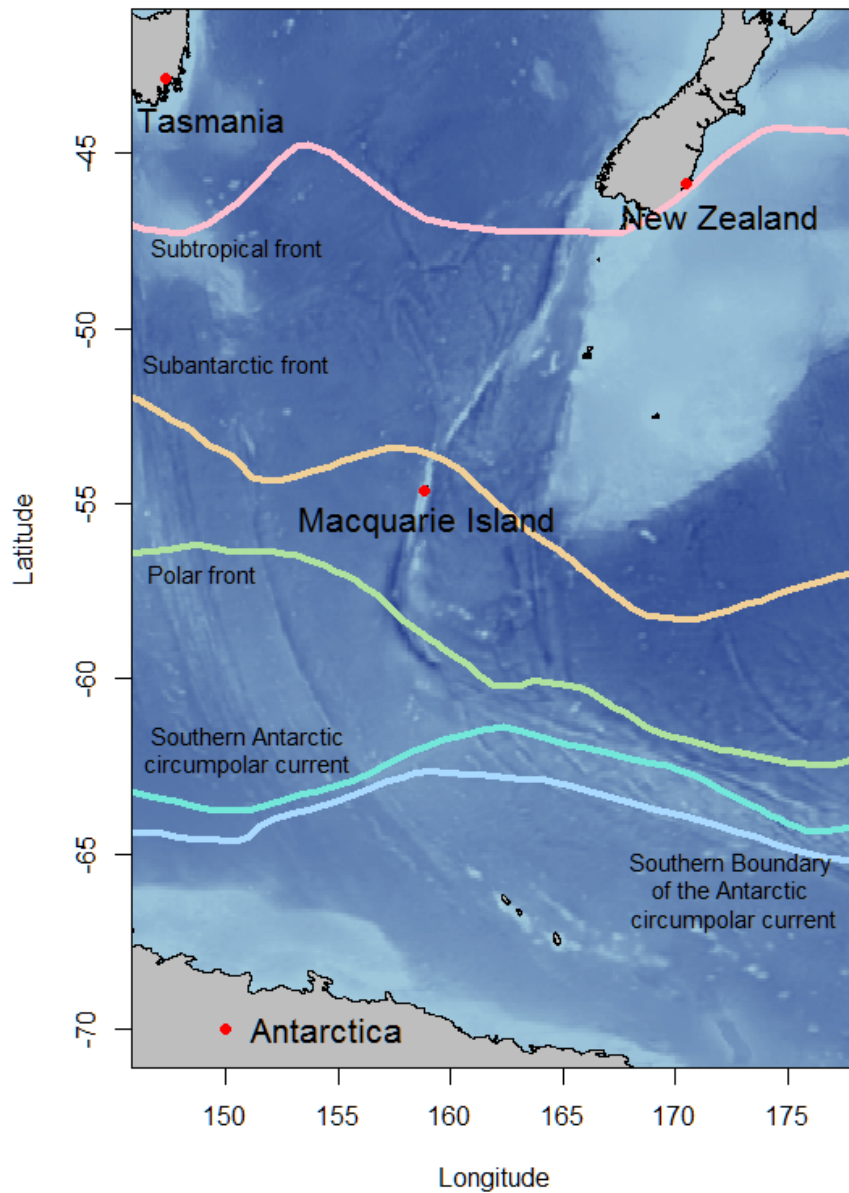 Tasmania
-45
New Zealand
Subtropical front
-50
Subantarctic front
-55
Macquarie Island
Latitude
Polar front
-60
Southern Antarctic
circumpolar current
-65
Southern Boundary
of the Antarctic
circumpolar current
-70
Antarctica
150 155 160 165 170 175
Longitude